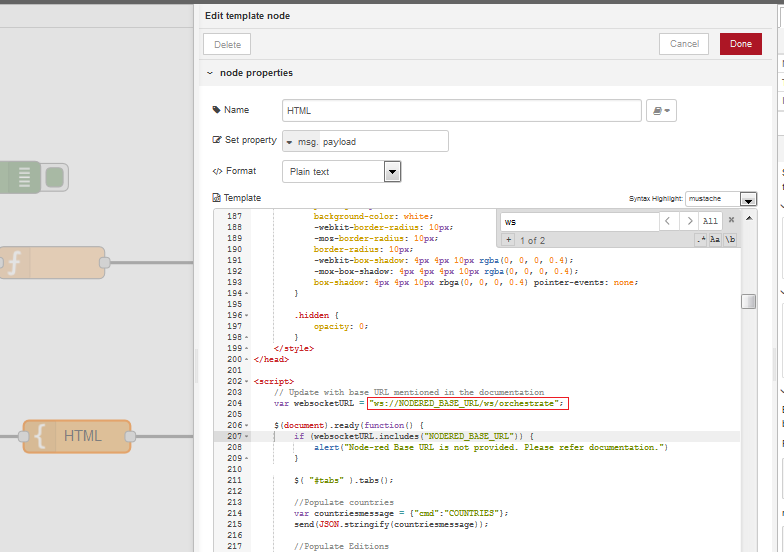 Edit template node
Delete
Cancel
Done
node properties
Name
HTML
Set property
msg. payload
Format
Plain text
Template
Syntax Highlight: mustache
ws
All
+ 1 of 2
.* Aa \b
187 background-color: white;
188 -webkit-border-radius: 10px;
189 -moz-border-radius: 10px;
190 border-radius: 10px;
191 -webkit-box-shadow: 4px 4px 10px rgba(0, 0, 0, 0.4);
192 -mox-box-shadow: 4px 4px 4px 10px rgba(0, 0, 0, 0.4);
193 box-shadow: 4px 4px 10px rbga(0, 0, 0, 0.4) pointer-events: none;
194 }
195
196 .hidden {
197 opacity: 0;
198 }
199 </style>
200 </head>
201
202 <script>
203 // Update with base URL mentioned in the documentation
204 var websocketURL = "ws://NODERED_BASE_URL/ws/orchestrate";
205
206 $(document).ready(function() {
207 if (websocketURL.includes("NODERED_BASE_URL")) {
208 alert("Node-red Base URL is not provided. Please refer documentation.")
209 }
210
211 $( "#tabs" ).tabs();
212
213 //Populate countries
214 var countriesmessage = {"cmd":"COUNTRIES"};
215 send(JSON.stringify(countriesmessage));
216
217 //Populate Editions
HTML